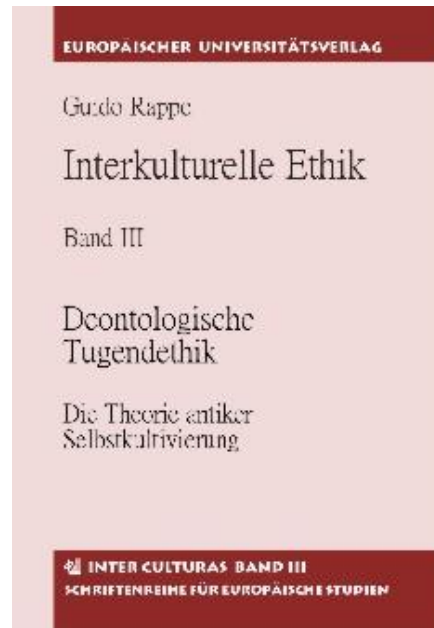 EUROPÄISCHER UNIVERSITÄTSVERLAG
Guido Rappe
Interkulturelle Ethik
Band III
Deontologische
Tugendethik
Die Theorie antiker
Selbstkultivierung
INTER CULTURAS BAND III
SCHRIFTENREIHE FÜR EUROPÄISCHE STUDIEN